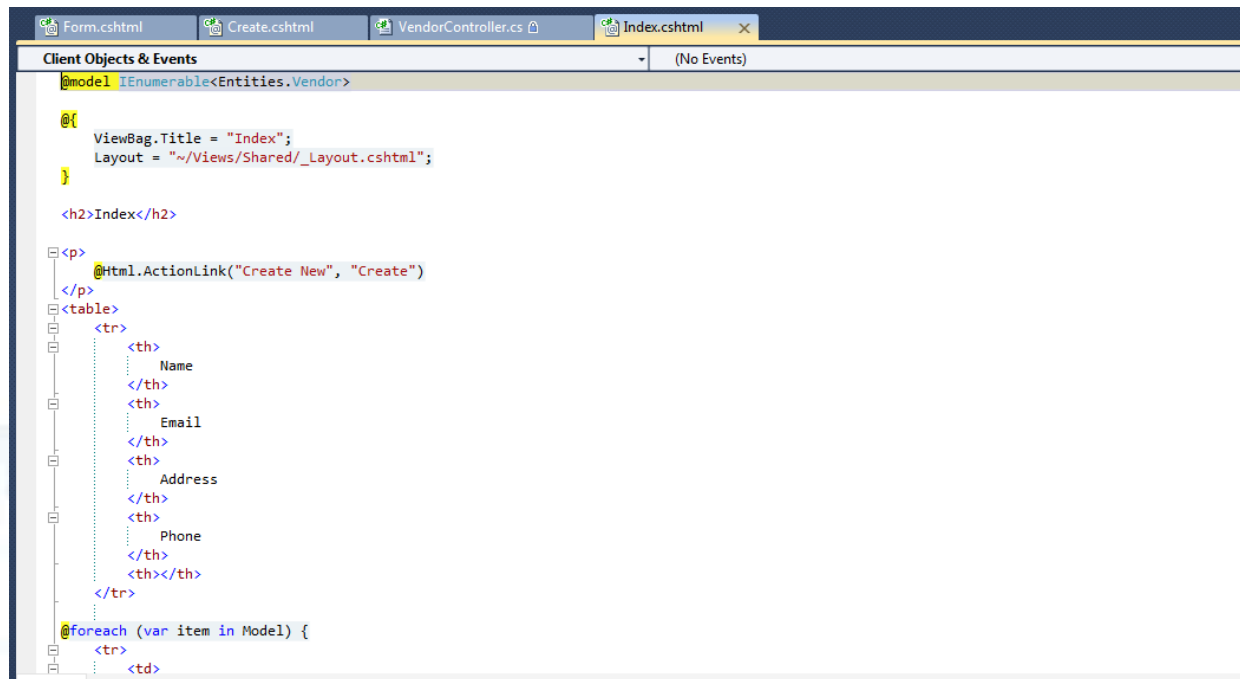 Form.cshtml Create.cshtml VendorController.cs Index.cshtml
Client Objects & Events (No Events)
@model IEnumerable<Entities.Vendor>
@{
ViewBag.Title = "Index";
Layout = "~/Views/Shared/_Layout.cshtml";
}
<h2>Index</h2>
<p>
@Html.ActionLink("Create New", "Create")
</p>
<table>
<tr>
<th>
Name
</th>
<th>
Email
</th>
<th>
Address
</th>
<th>
Phone
</th>
<th></th>
</tr>
@foreach (var item in Model) {
<tr>
<td>